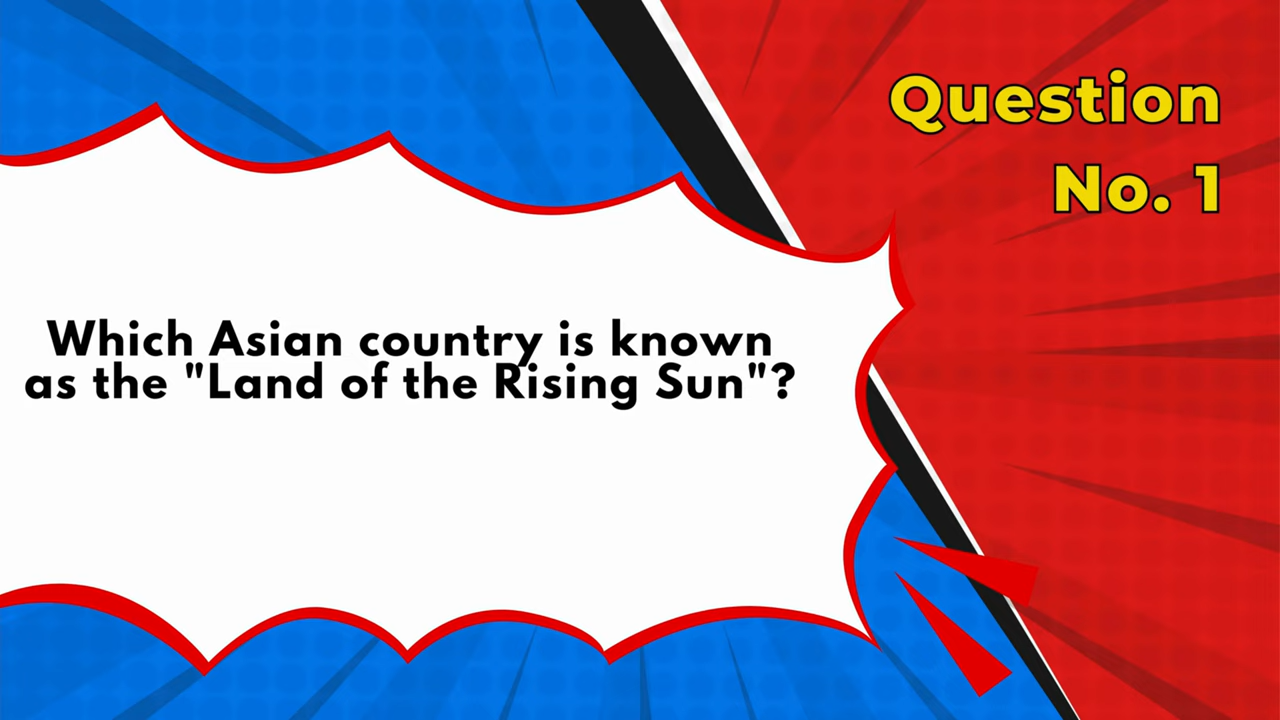 Question
No. 1
Which Asian country is known
as the "Land of the Rising Sun"?